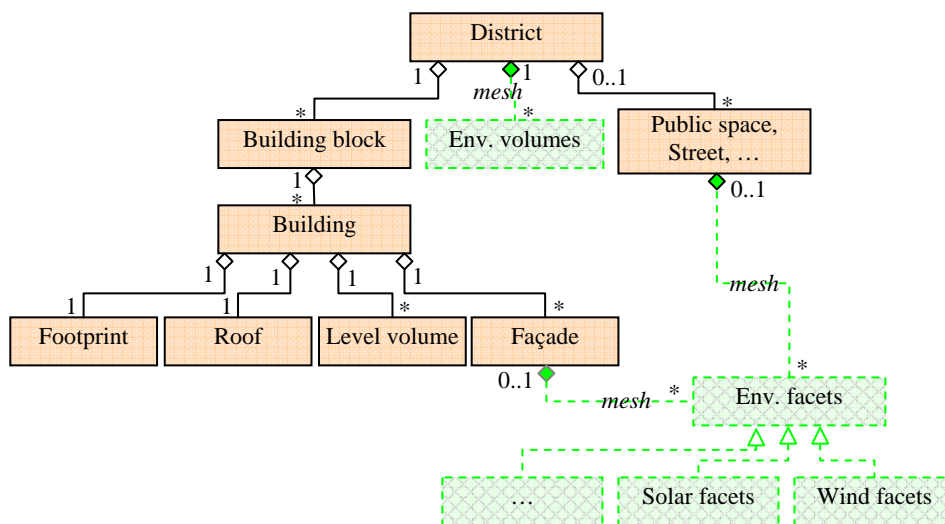 District
1
1
0..1
mesh
*
*
*
Building block
Env. volumes
Public space,
Street, …
1
0..1
*
Building
1
1
1
1
mesh
1
1
*
*
Footprint
Roof
Level volume
Façade
0..1
*
*
mesh
Env. facets
…
Solar facets
Wind facets